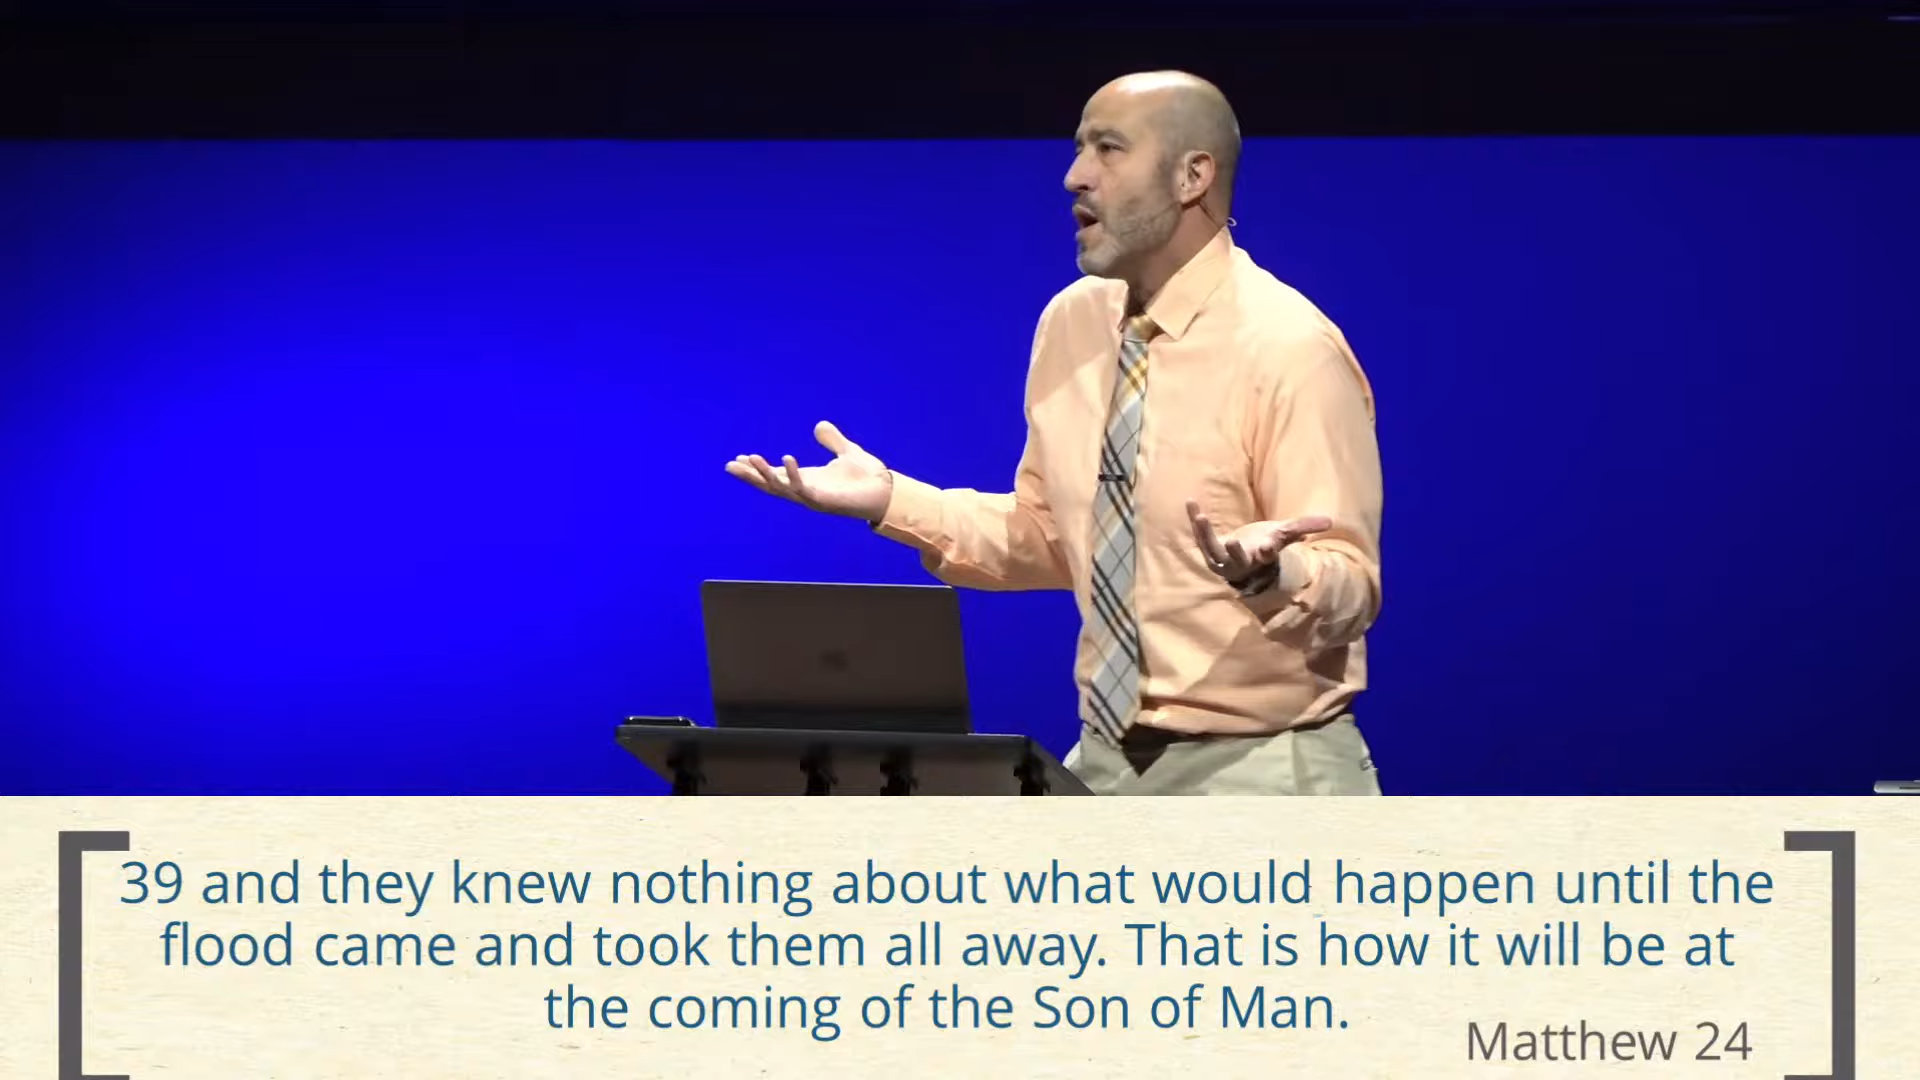 39 and they knew nothing about what would happen until the
flood came and took them all away. That is how it will be at
the coming of the Son of Man.
Matthew 24